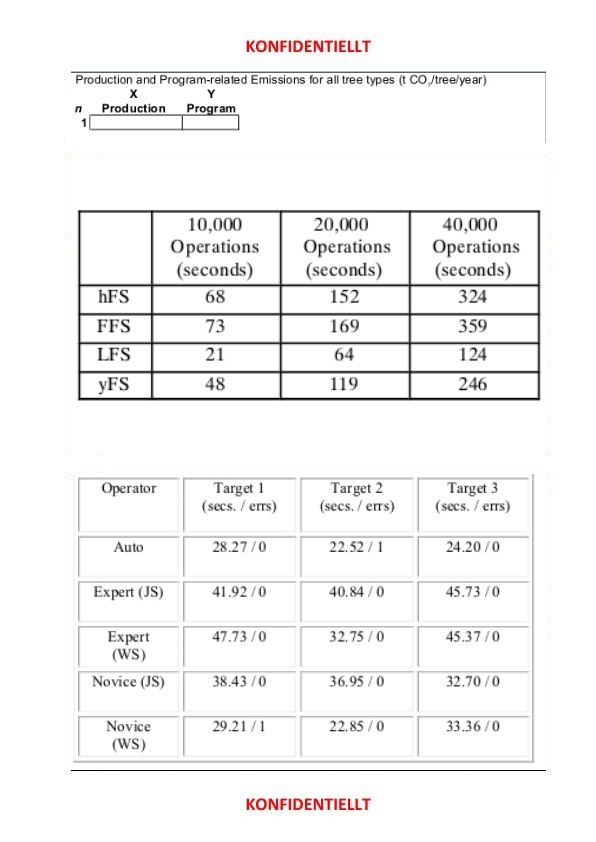 KONFIDENTIELLT
Production and Program-related Emissions for all tree types (t CO2/tree/year)
X Y
n Production Program
1
10,000 20,000 40,000
Operations Operations Operations
(seconds) (seconds) (seconds)
hFS 68 152 324
FFS 73 169 359
LFS 21 64 124
yFS 48 119 246
Operator Target 1 Target 2 Target 3
(secs. / errs) (secs. / errs) (secs. / errs)
Auto 28.27 / 0 22.52 / 1 24.20 / 0
Expert (JS) 41.92 / 0 40.84 / 0 45.73 / 0
Expert 47.73 / 0 32.75 / 0 45.37 / 0
(WS)
Novice (JS) 38.43 / 0 36.95 / 0 32.70 / 0
Novice 29.21 / 1 22.85 / 0 33.36 / 0
(WS)
KONFIDENTIELLT